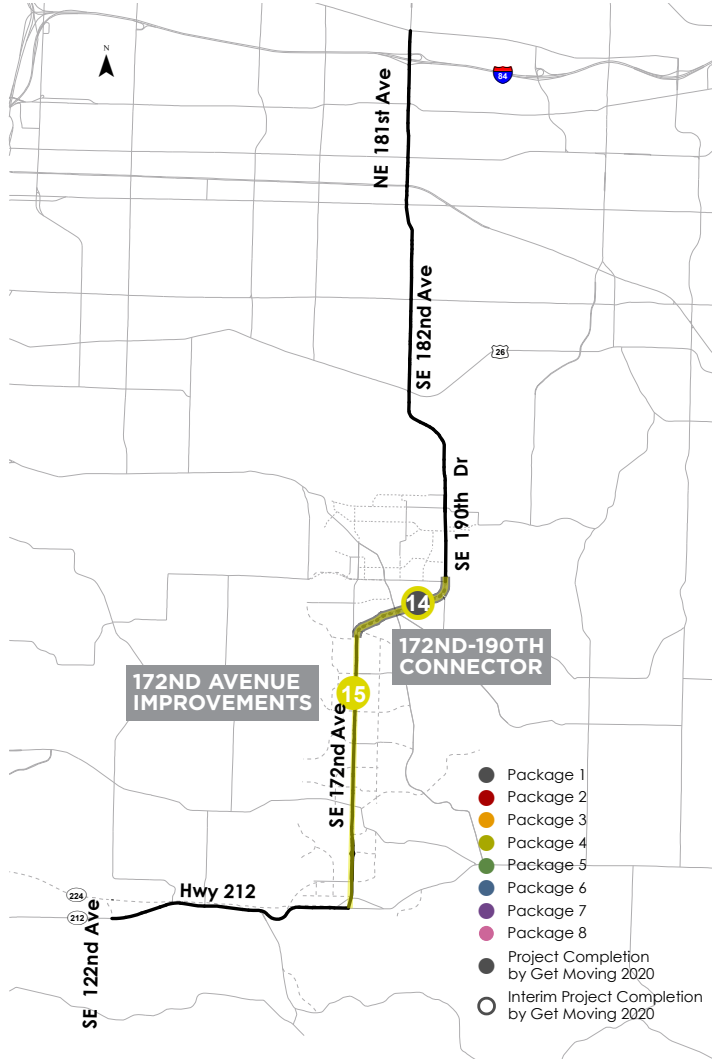 N
84
NE 181st Ave
SE 182nd Ave
26
SE 190th Dr
14
172ND-190TH
CONNECTOR
172ND AVENUE
IMPROVEMENTS
15
SE 172nd Ave
Package 1
Package 2
Package 3
Package 4
Package 5
Package 6
Package 7
Package 8
Project Completion
by Get Moving 2020
Interim Project Completion
by Get Moving 2020
224
Hwy 212
212
SE 122nd Ave